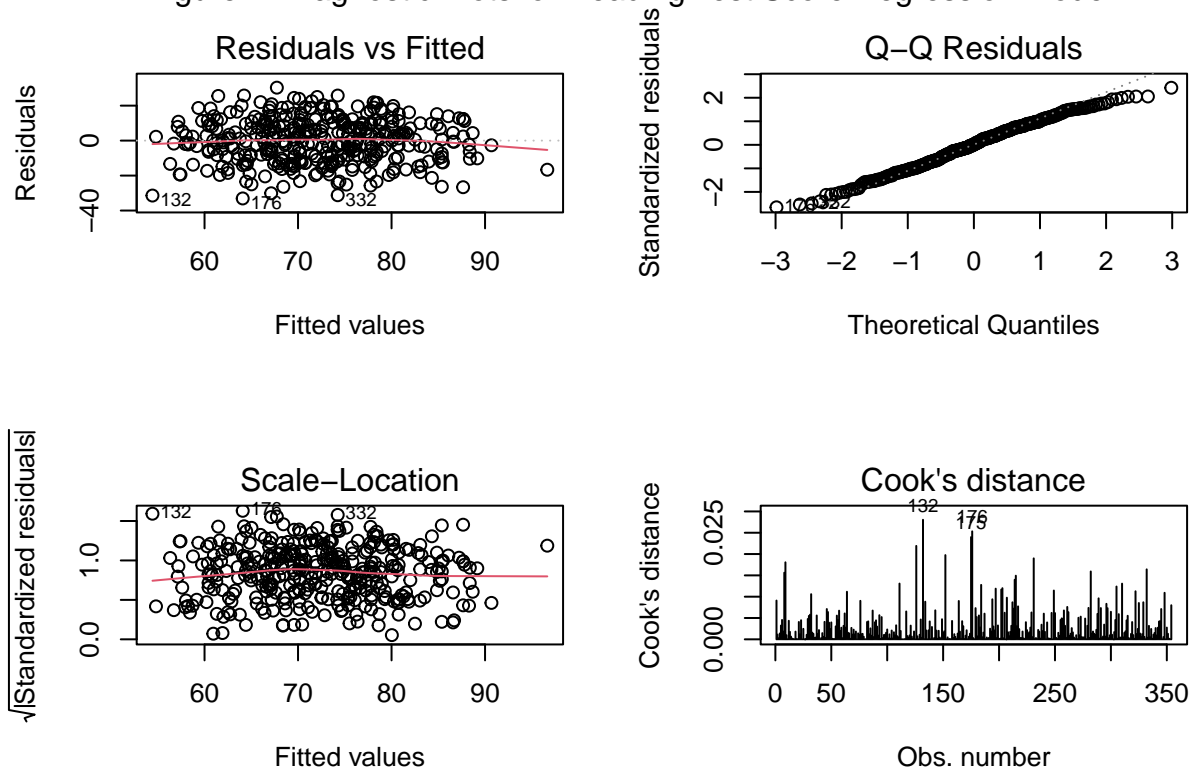 Residuals vs Fitted
Residuals
0
−40
132
176
332
60 70 80 90
Fitted values
Q−Q Residuals
Standardized residuals
2
0
−2
−3 −2 −1 0 1 2 3
Theoretical Quantiles
Scale−Location
√|Standardized residuals|
1.0
0.0
132
176
332
60 70 80 90
Fitted values
Cook's distance
Cook's distance
0.025
0.000
132
176
175
0 50 150 250 350
Obs. number